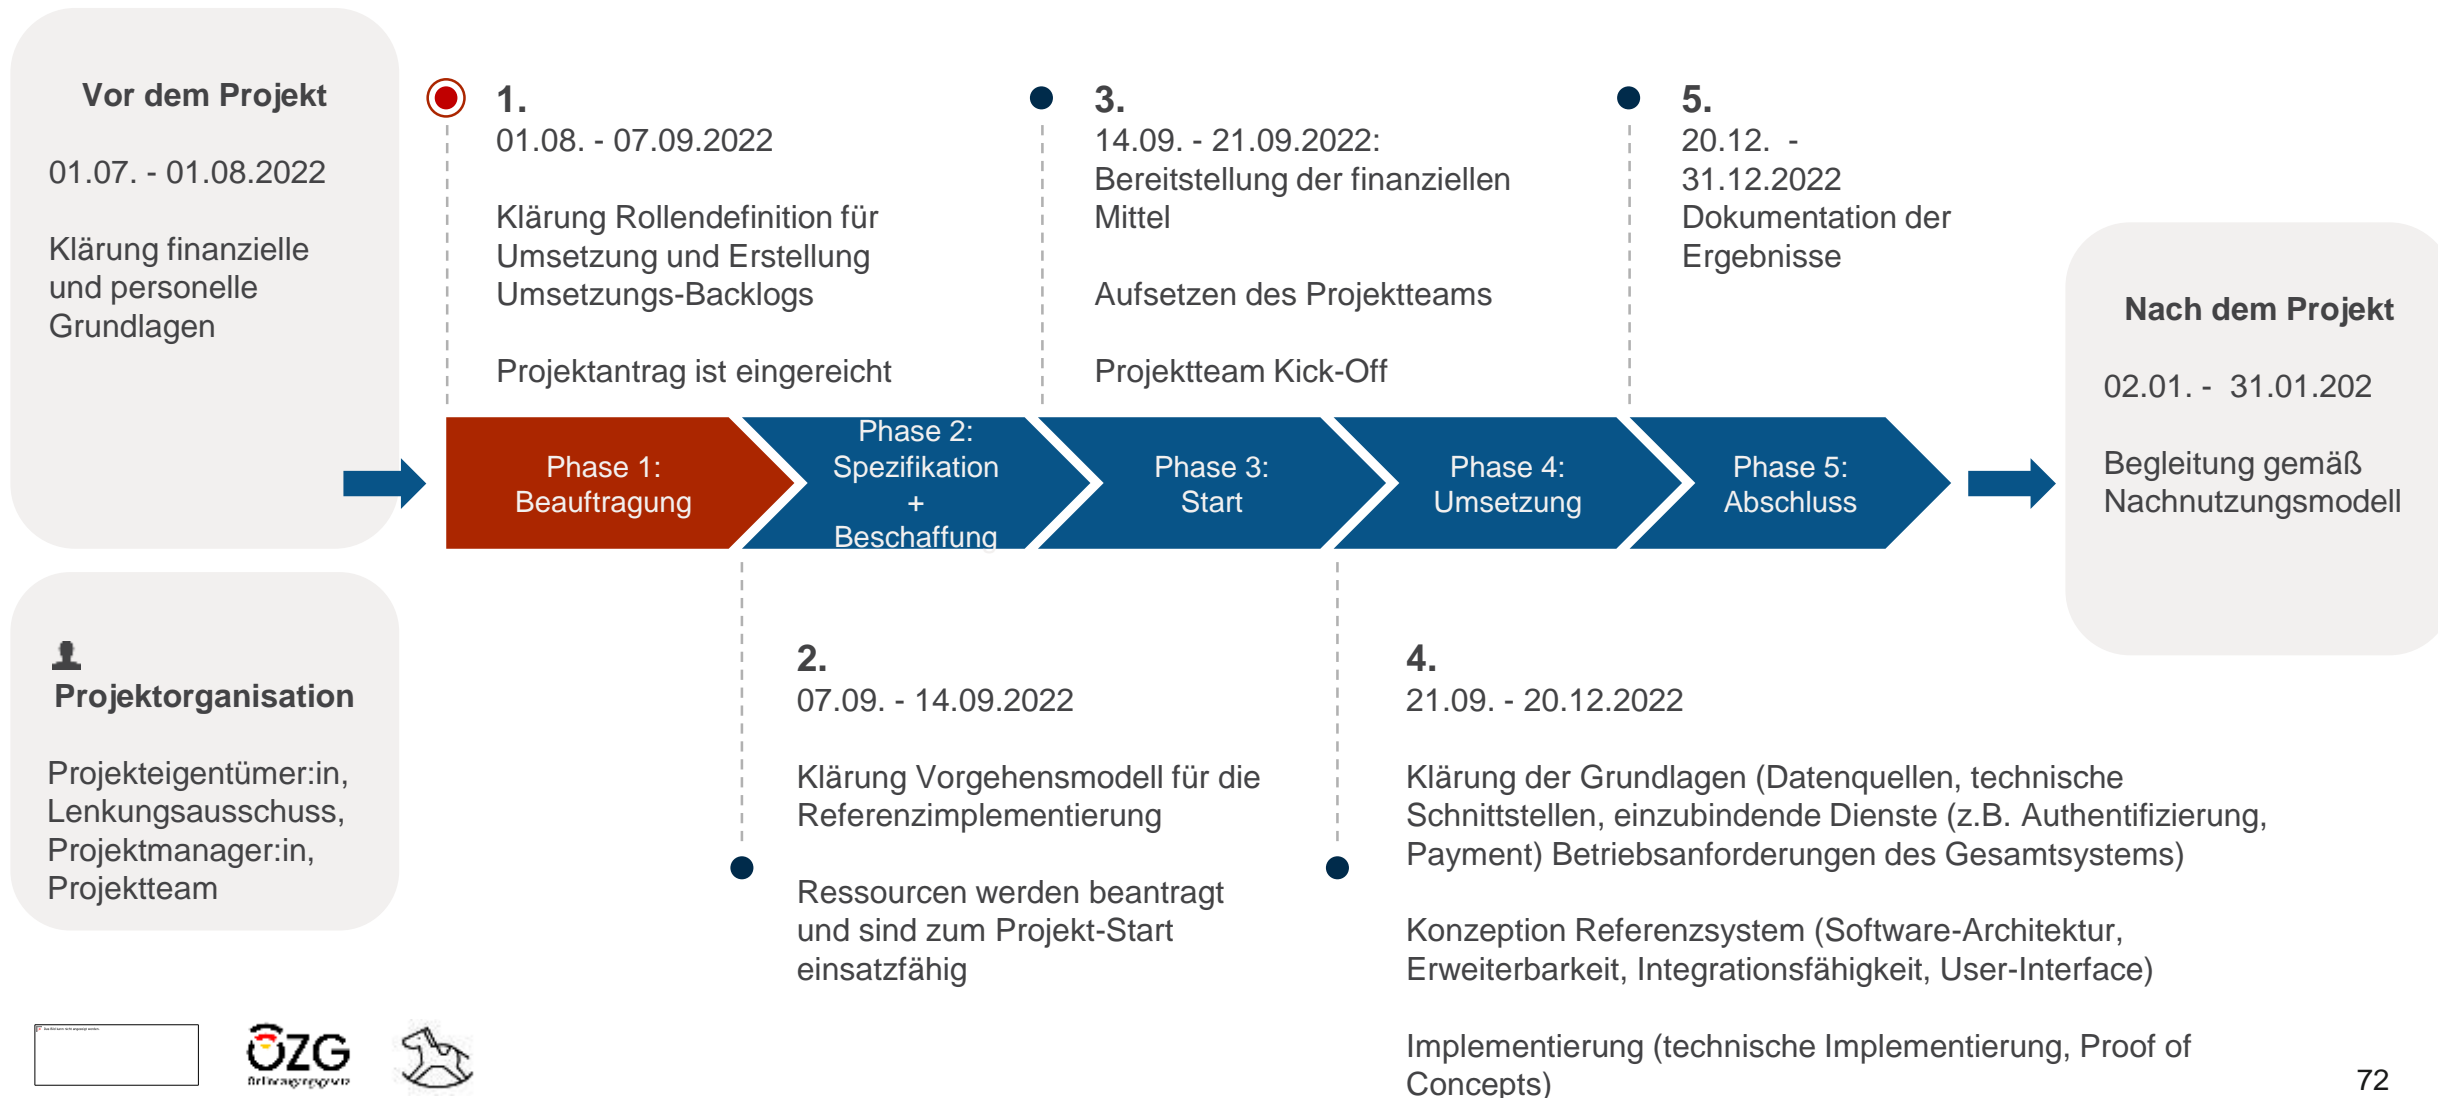 Vor dem Projekt
01.07. - 01.08.2022
Klärung finanzielle
und personelle
Grundlagen
1.
01.08. - 07.09.2022
Klärung Rollendefinition für
Umsetzung und Erstellung
Umsetzungs-Backlogs
Projektantrag ist eingereicht
3.
14.09. - 21.09.2022:
Bereitstellung der finanziellen
Mittel
Aufsetzen des Projektteams
Projektteam Kick-Off
5.
20.12. -
31.12.2022
Dokumentation der
Ergebnisse
Nach dem Projekt
02.01. - 31.01.202
Begleitung gemäß
Nachnutzungsmodell
Phase 1:
Beauftragung
Phase 2:
Spezifikation
+
Beschaffung
Phase 3:
Start
Phase 4:
Umsetzung
Phase 5:
Abschluss
Projektorganisation
Projekteigentümer:in,
Lenkungsausschuss,
Projektmanager:in,
Projektteam
2.
07.09. - 14.09.2022
Klärung Vorgehensmodell für die
Referenzimplementierung
Ressourcen werden beantragt
und sind zum Projekt-Start
einsatzfähig
4.
21.09. - 20.12.2022
Klärung der Grundlagen (Datenquellen, technische
Schnittstellen, einzubindende Dienste (z.B. Authentifizierung,
Payment) Betriebsanforderungen des Gesamtsystems)
Konzeption Referenzsystem (Software-Architektur,
Erweiterbarkeit, Integrationsfähigkeit, User-Interface)
Implementierung (technische Implementierung, Proof of
Concepts)
OZG
72